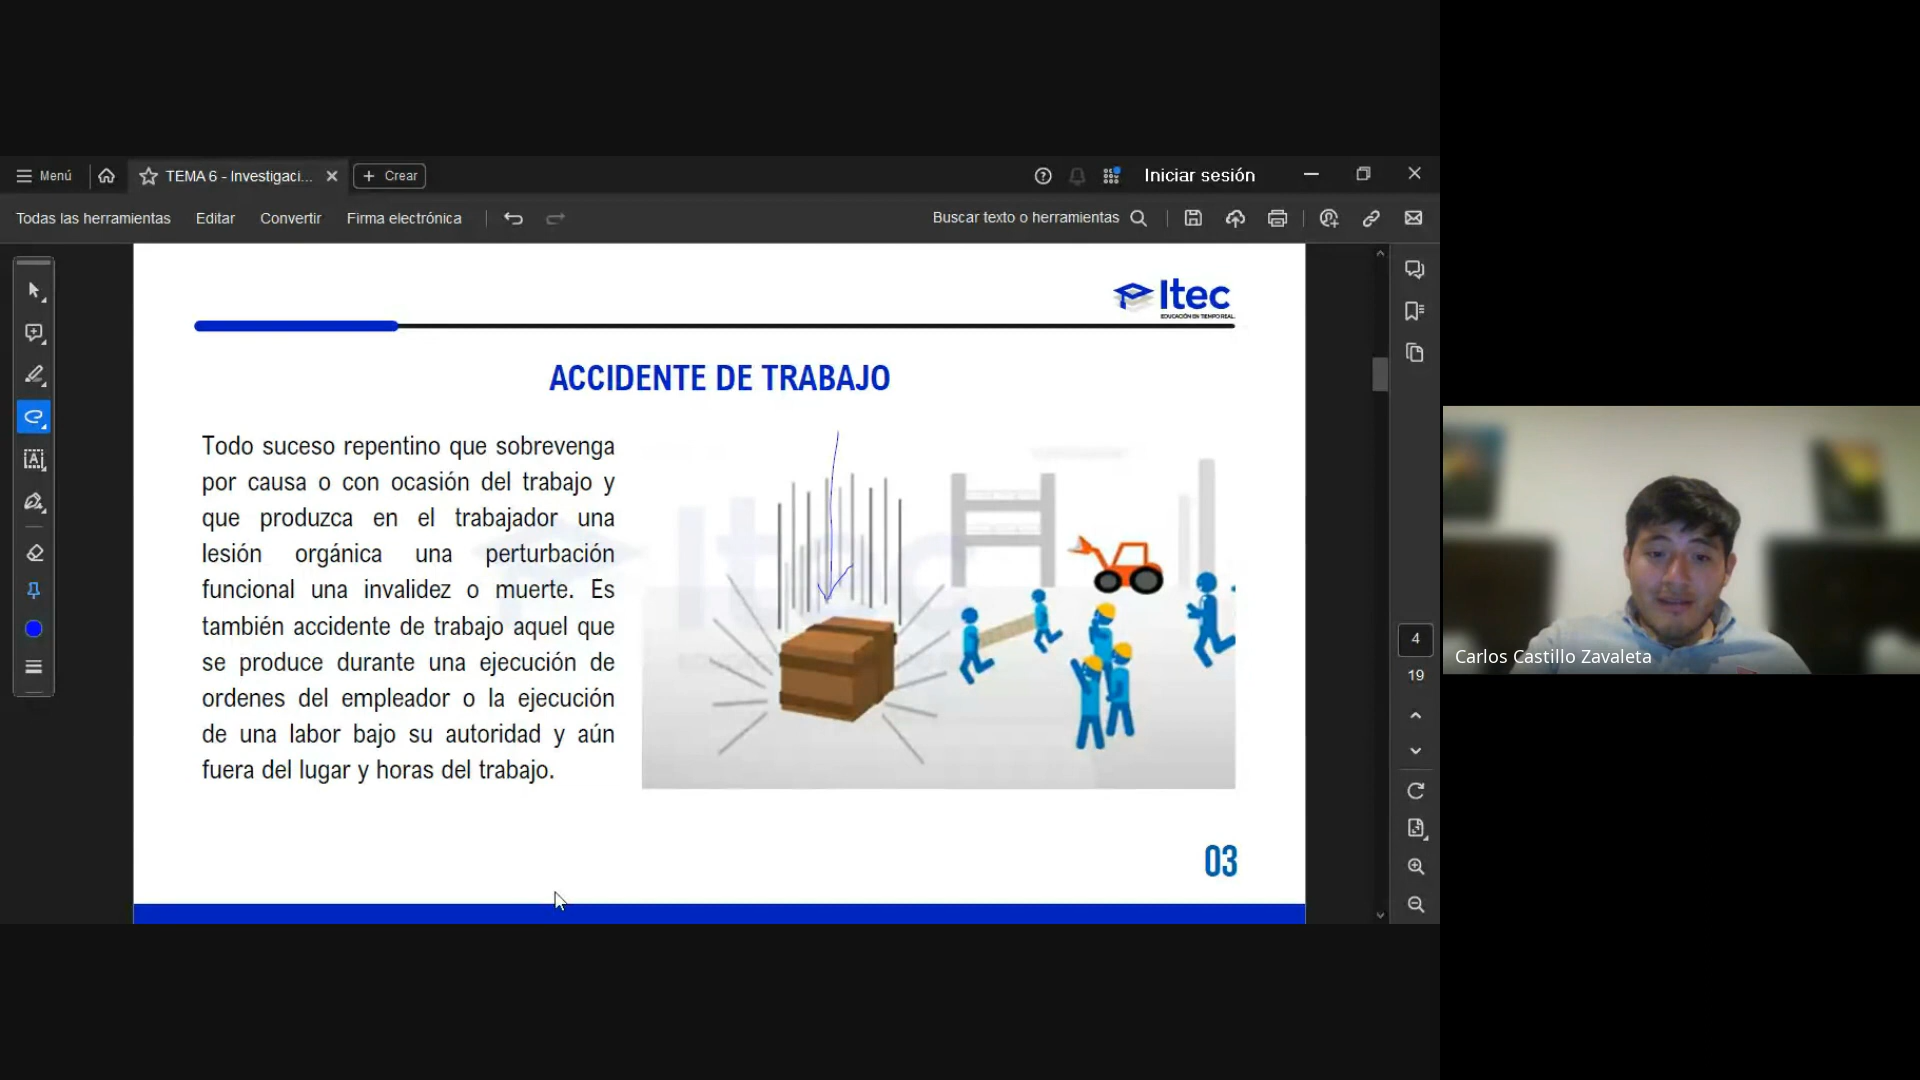 Menú
TEMA 6 - Investigaci...
Crear
Iniciar sesión
Todas las herramientas
Editar
Convertir
Firma electrónica
Buscar texto o herramientas
Itec
EDUCACIÓN EN TIEMPO REAL
ACCIDENTE DE TRABAJO
Todo suceso repentino que sobrevenga
por causa o con ocasión del trabajo y
que produzca en el trabajador una
lesión orgánica una perturbación
funcional una invalidez o muerte. Es
también accidente de trabajo aquel que
se produce durante una ejecución de
ordenes del empleador o la ejecución
de una labor bajo su autoridad y aún
fuera del lugar y horas del trabajo.
03
4
19
Carlos Castillo Zavaleta